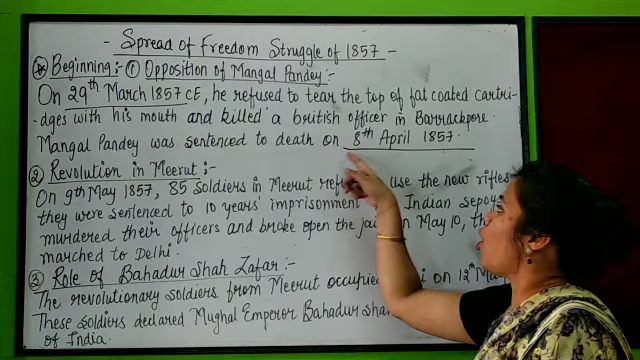 - Spread of Freedom Struggle of 1857 -
Beginning:- ① Opposition of Mangal Pandey:-
On 29th March 1857 CE, he refused to tear the top of fat coated cartri-
-dges with his mouth and killed a british officer in Barrackpore.
Mangal Pandey was sentenced to death on 8th April 1857.
② Revolution in Meerut:-
On 9th May 1857, 85 soldiers in Meerut use the new rifles
they were sentenced to 10 years' imprisonment Indian sepoys
murdered their officers and broke open the on May 10,
marched to Delhi.
③ Role of Bahadur Shah Zafar:-
The revolutionary soldiers from Meerut occupied on 12th May
These soldiers declared Mughal Emperor Bahadur Shah
of India.